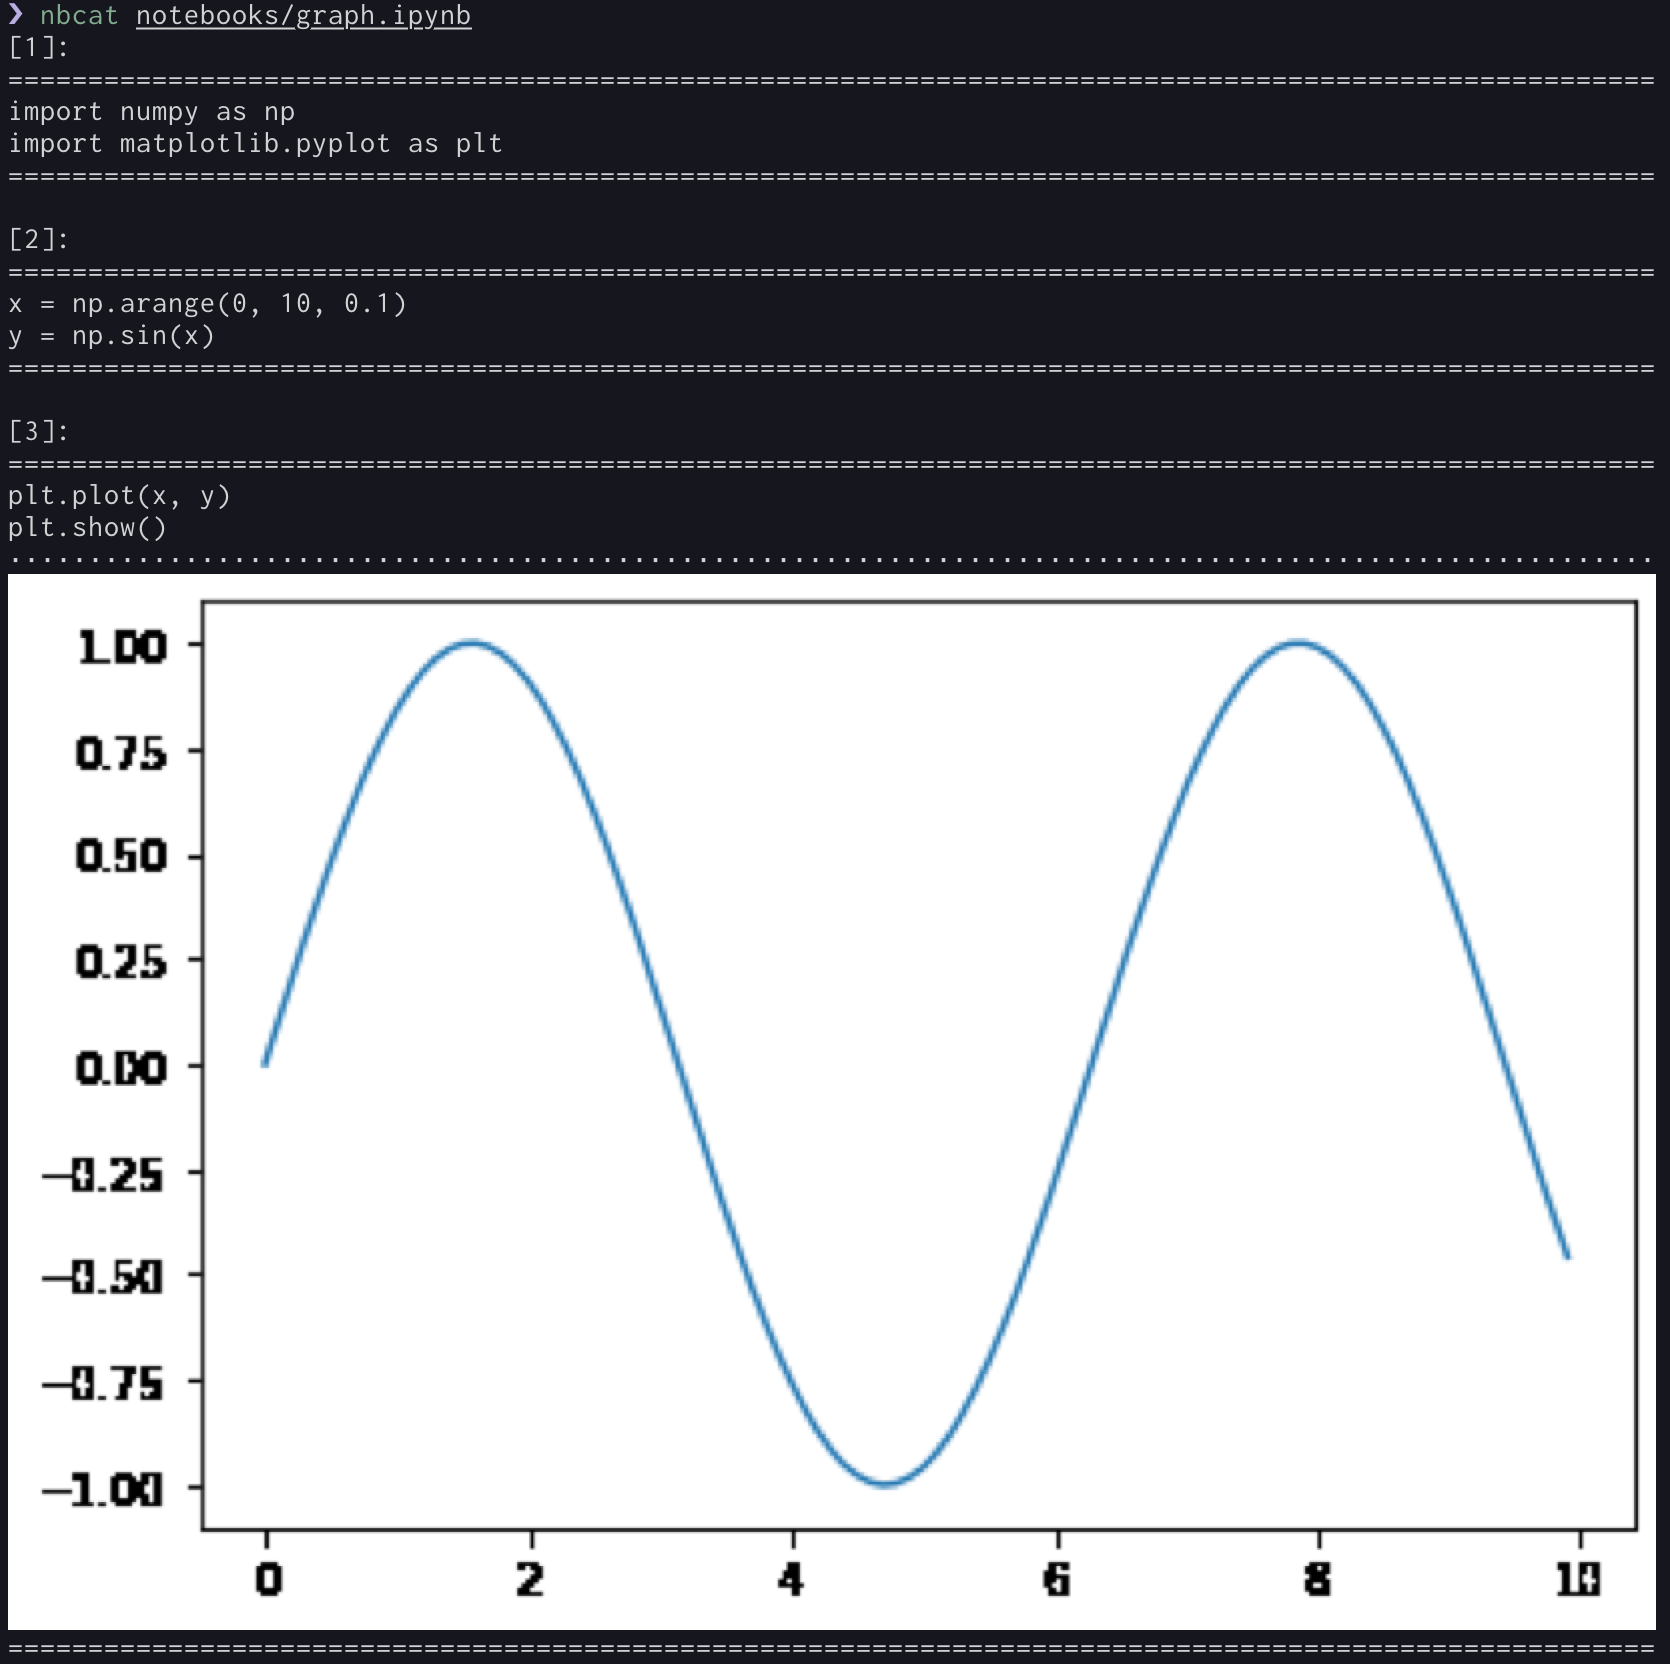 ❯ nbcat notebooks/graph.ipynb
[1]:
=======================================================================================================
import numpy as np
import matplotlib.pyplot as plt
=======================================================================================================
[2]:
=======================================================================================================
x = np.arange(0, 10, 0.1)
y = np.sin(x)
=======================================================================================================
[3]:
=======================================================================================================
plt.plot(x, y)
plt.show()
.......................................................................................................
1.00
0.75
0.50
0.25
0.00
−0.25
−0.50
−0.75
−1.00
0 2 4 6 8 10
=======================================================================================================